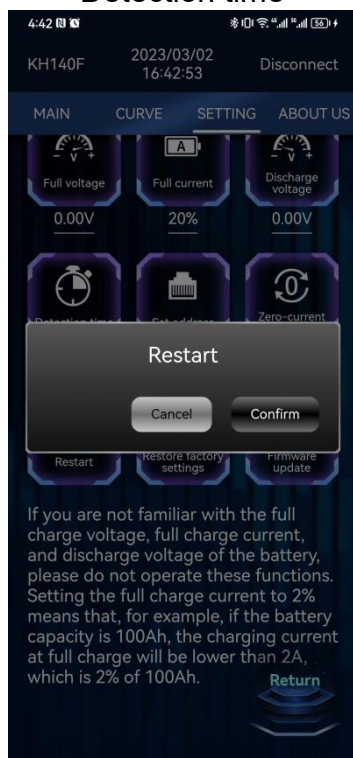 Detection time
4:42
56
KH140F
2023/03/02
16:42:53
Disconnect
MAIN CURVE SETTING ABOUT US
A
Full voltage
Full current
Discharge
voltage
0.00V
20%
0.00V
0
Detection time
Set address
Zero-current
Restart
Cancel
Confirm
Restart
Restore factory
settings
Firmware
update
If you are not familiar with the full
charge voltage, full charge current,
and discharge voltage of the battery,
please do not operate these functions.
Setting the full charge current to 2%
means that, for example, if the battery
capacity is 100Ah, the charging current
at full charge will be lower than 2A,
which is 2% of 100Ah.
Return